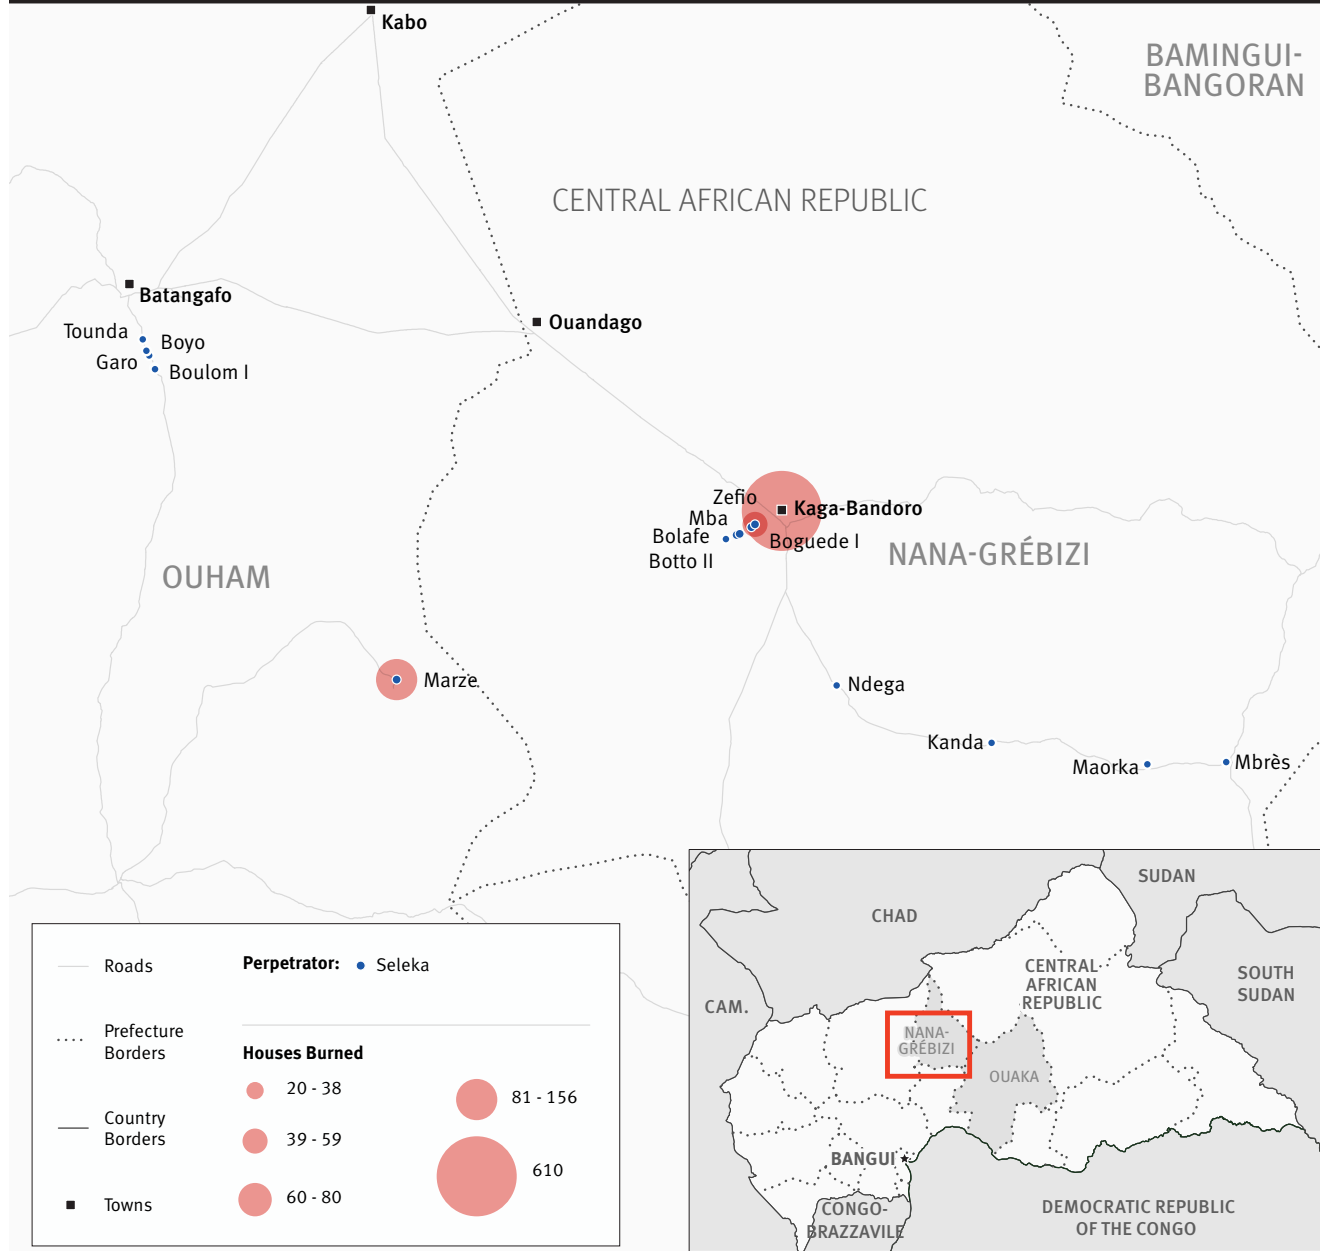 Kabo
BAMINGUI-
BANGORAN
CENTRAL AFRICAN REPUBLIC
Batangafo
Ouandago
Tounda
Boyo
Garo
Boulom I
Zefio
Kaga-Bandoro
Mba
Bolafe
Boguede I
Botto II
NANA-GRÉBIZI
OUHAM
Marze
Ndega
Kanda
Maorka
Mbrès
Roads
Prefecture
Borders
Country
Borders
Towns
Perpetrator: Seleka
Houses Burned
20 - 38
39 - 59
60 - 80
81 - 156
610
SUDAN
CHAD
CENTRAL
AFRICAN
REPUBLIC
SOUTH
SUDAN
CAM.
NANA-
GRÉBIZI
OUAKA
BANGUI
CONGO-
BRAZZAVILE
DEMOCRATIC REPUBLIC
OF THE CONGO